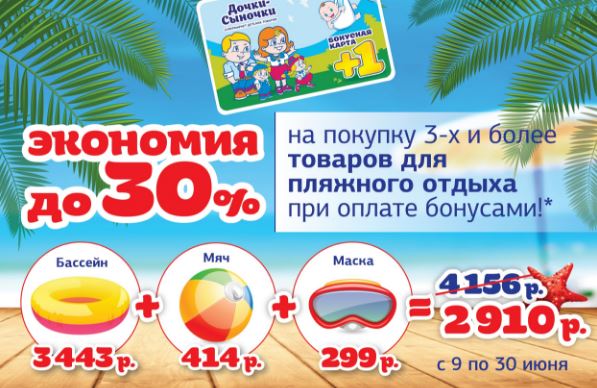 Дочки-
Сыночки
БОНУСНАЯ
КАРТА
+1
экономия
до 30%
на покупку 3-х и более
товаров для
пляжного отдыха
при оплате бонусами!*
Бассейн
+
Мяч
+
Маска
=
4 156 р.
2 910 р.
3 443 р.
414 р.
299 р.
с 9 по 30 июня